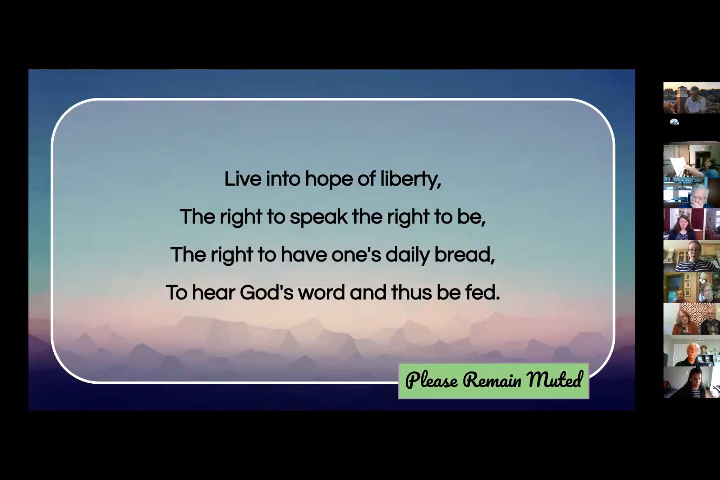 Live into hope of liberty,
The right to speak the right to be,
The right to have one's daily bread,
To hear God's word and thus be fed.
Please Remain Muted